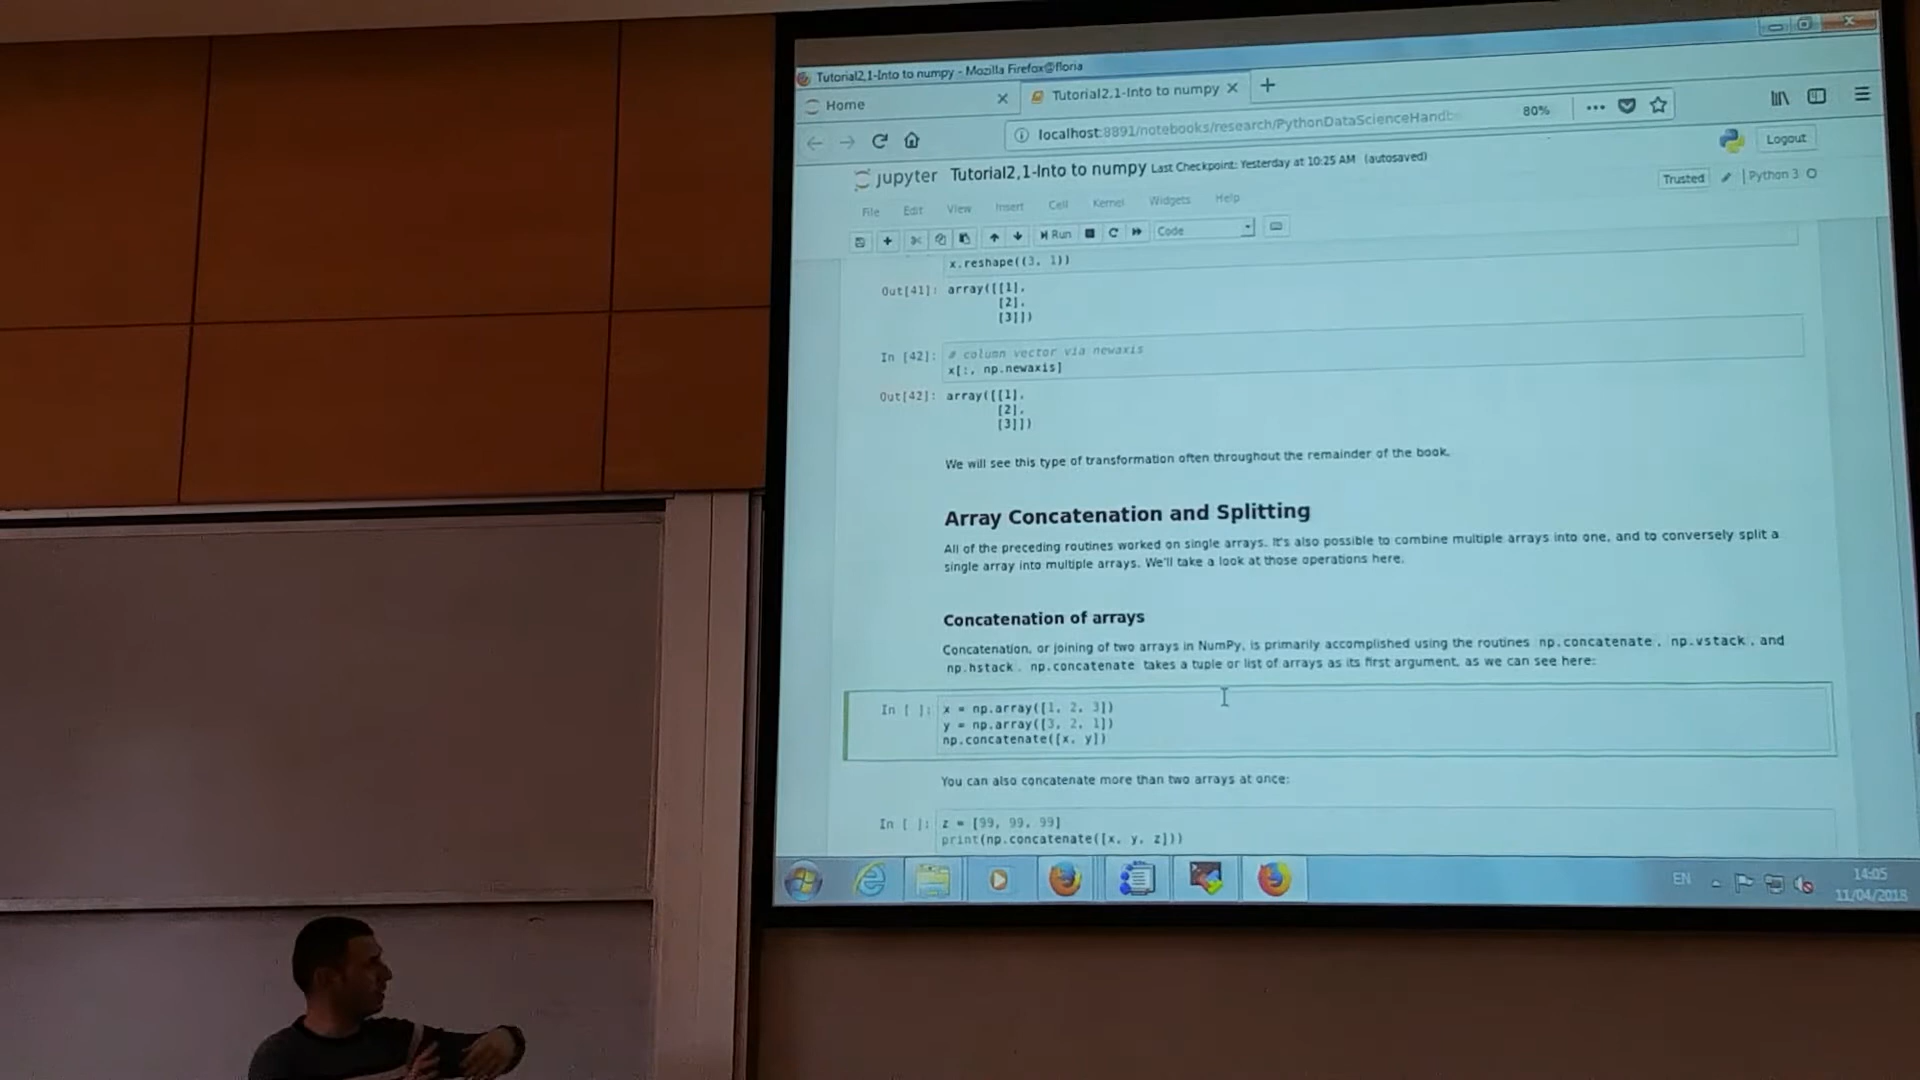 Tutorial2,1-Into to numpy - Mozilla Firefox@floria
Home
Tutorial2.1-Into to numpy
localhost:8891/notebooks/research/PythonDataScienceHandb
80%
Logout
jupyter Tutorial2,1-Into to numpy Last Checkpoint: Yesterday at 10:25 AM (autosaved)
Trusted
Python 3
File Edit View Insert Cell Kernel Widgets Help
Run
Code
x.reshape((3, 1))
Out[41]: array([[1],
[2],
[3]])
In [42]: # column vector via newaxis
x[:, np.newaxis]
Out[42]: array([[1],
[2],
[3]])
We will see this type of transformation often throughout the remainder of the book.
Array Concatenation and Splitting
All of the preceding routines worked on single arrays. It's also possible to combine multiple arrays into one, and to conversely split a
single array into multiple arrays. We'll take a look at those operations here.
Concatenation of arrays
Concatenation, or joining of two arrays in NumPy, is primarily accomplished using the routines np.concatenate, np.vstack, and
np.hstack. np.concatenate takes a tuple or list of arrays as its first argument, as we can see here:
In [ ]: x = np.array([1, 2, 3])
y = np.array([3, 2, 1])
np.concatenate([x, y])
You can also concatenate more than two arrays at once:
In [ ]: z = [99, 99, 99]
print(np.concatenate([x, y, z]))
EN
14:05
11/04/2018